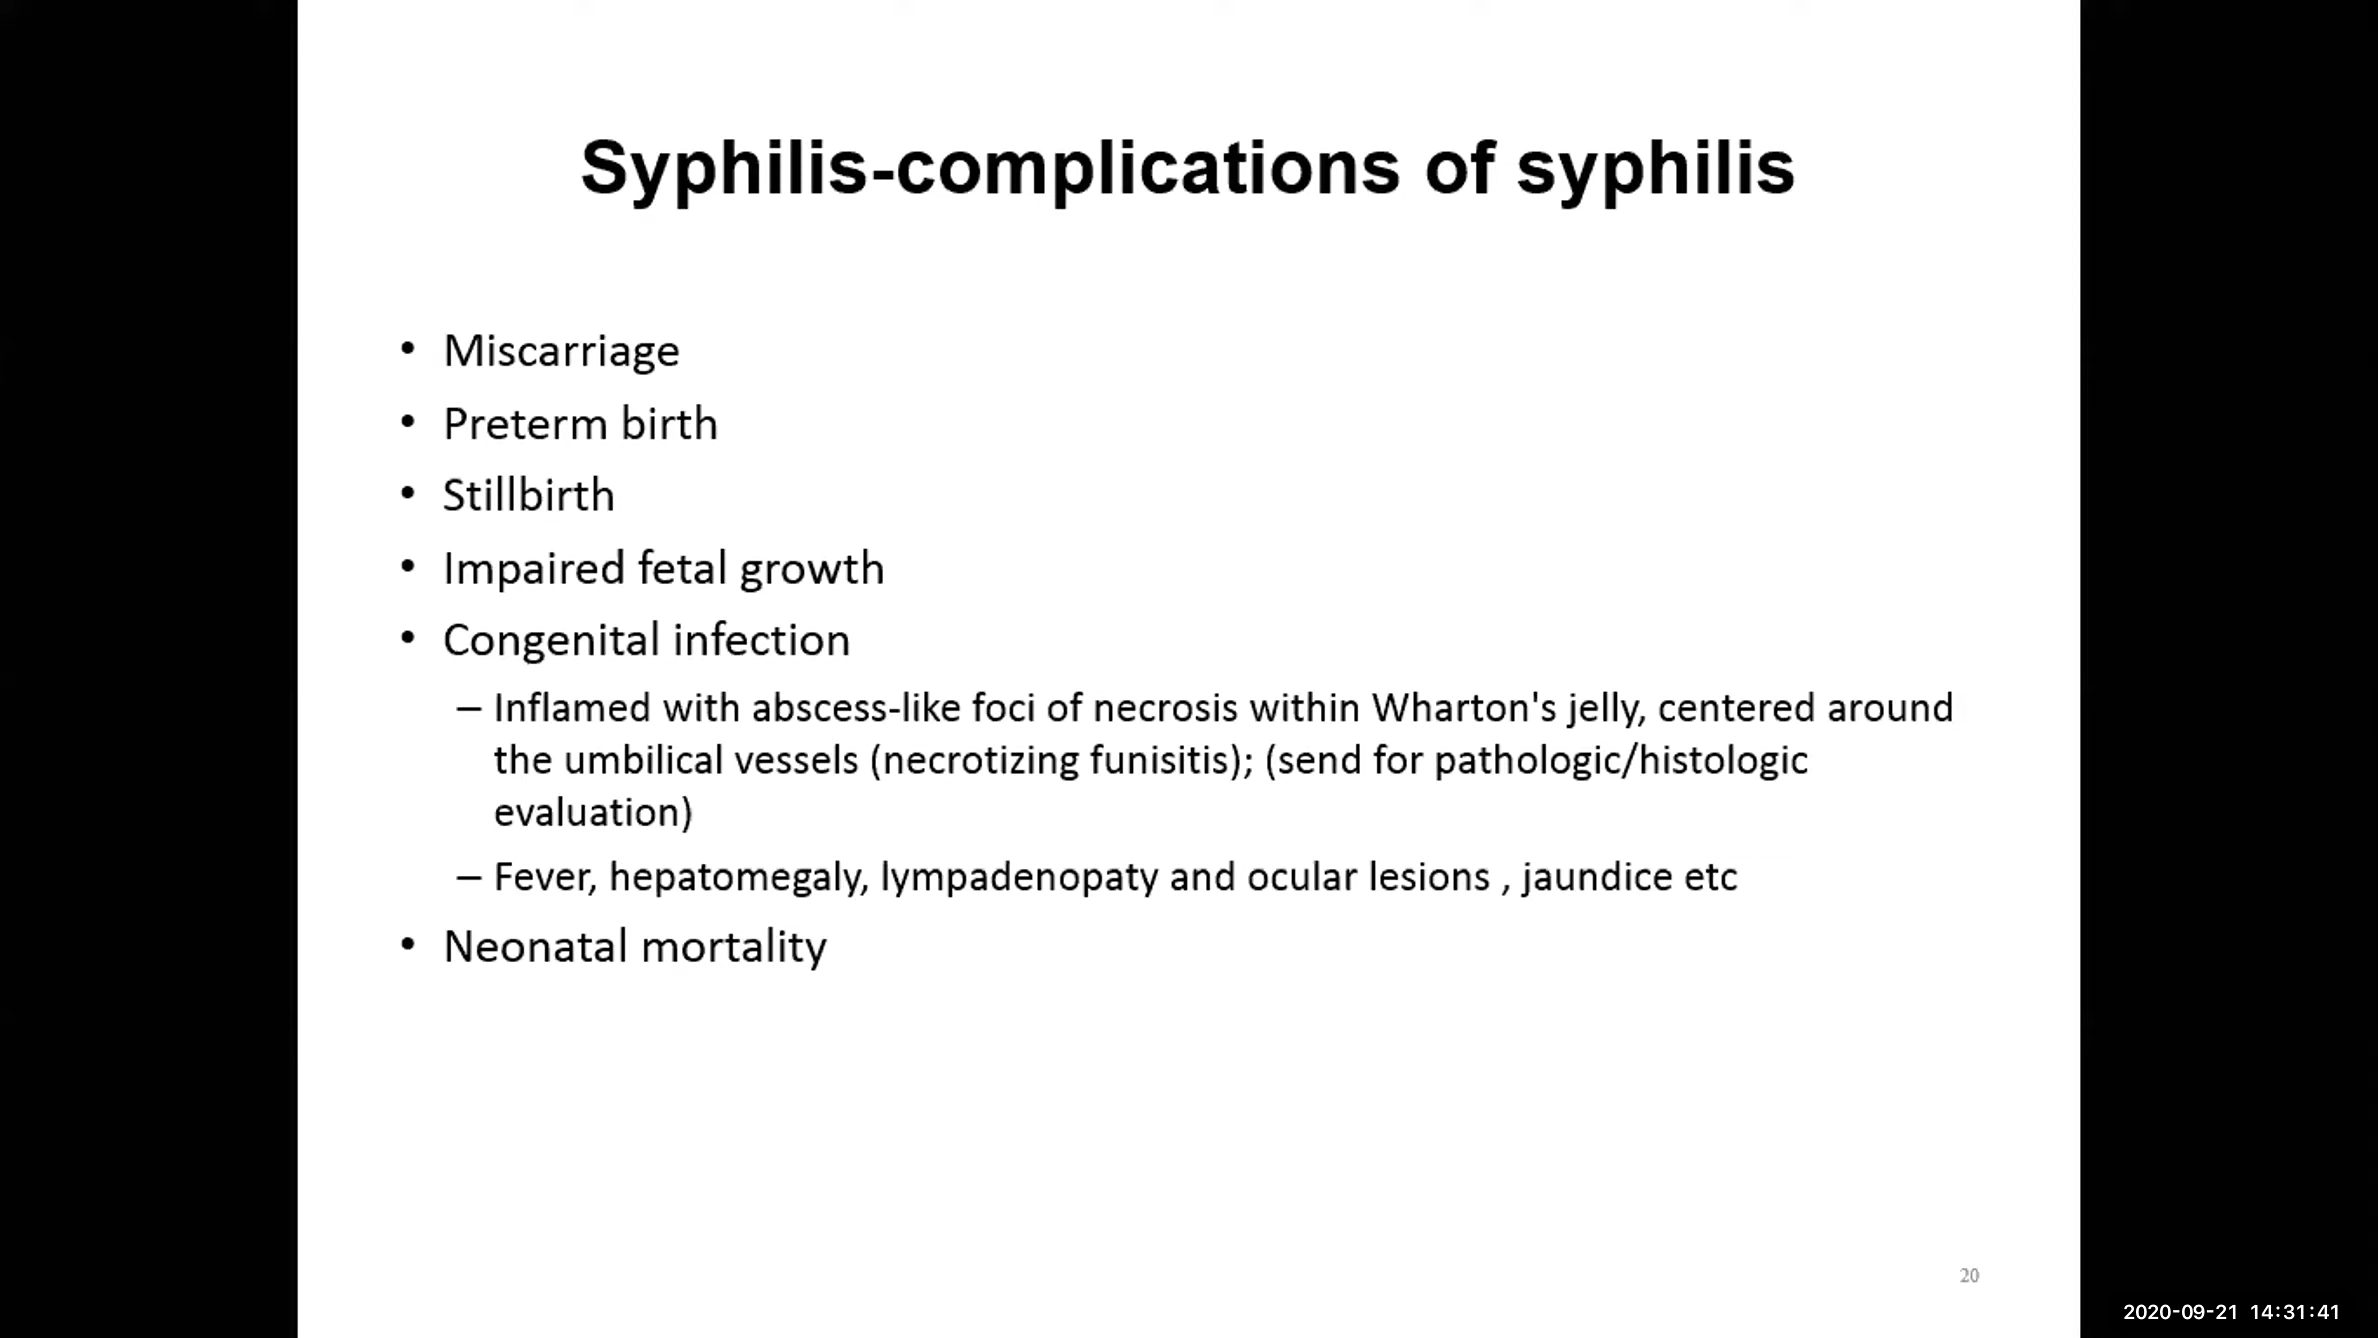 Syphilis-complications of syphilis
• Miscarriage
• Preterm birth
• Stillbirth
• Impaired fetal growth
• Congenital infection
– Inflamed with abscess-like foci of necrosis within Wharton's jelly, centered around
the umbilical vessels (necrotizing funisitis); (send for pathologic/histologic
evaluation)
– Fever, hepatomegaly, lympadenopaty and ocular lesions , jaundice etc
• Neonatal mortality
20
2020-09-21 14:31:41